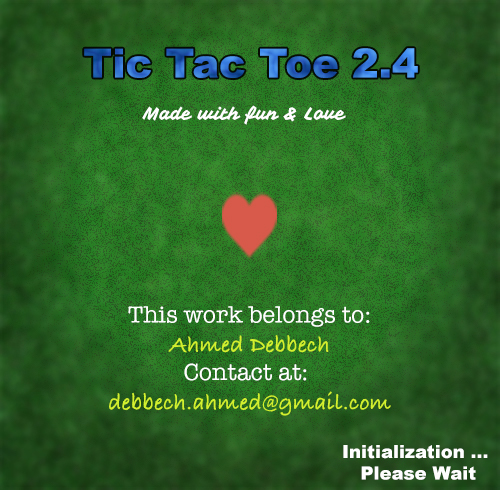 Tic Tac Toe 2.4
Made with fun & Love
This work belongs to:
Ahmed Debbech
Contact at:
debbech.ahmed@gmail.com
Initialization ...
Please Wait